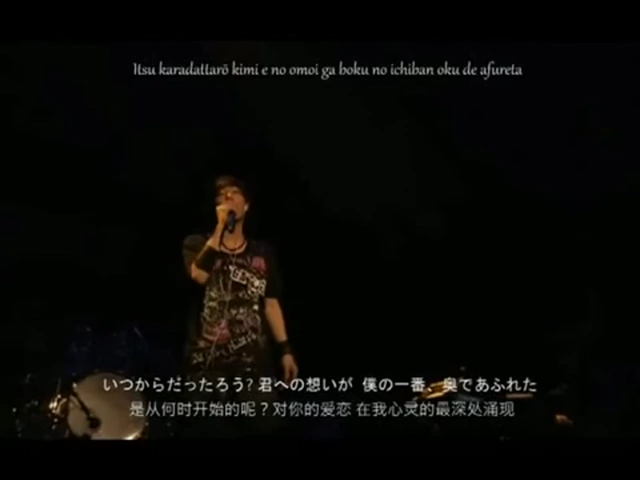 Itsu karadattarō kimi e no omoi ga boku no ichiban oku de afureta
いつからだったろう? 君への想いが 僕の一番、奥であふれた
是从何时开始的呢？对你的爱恋 在我心灵的最深处涌现